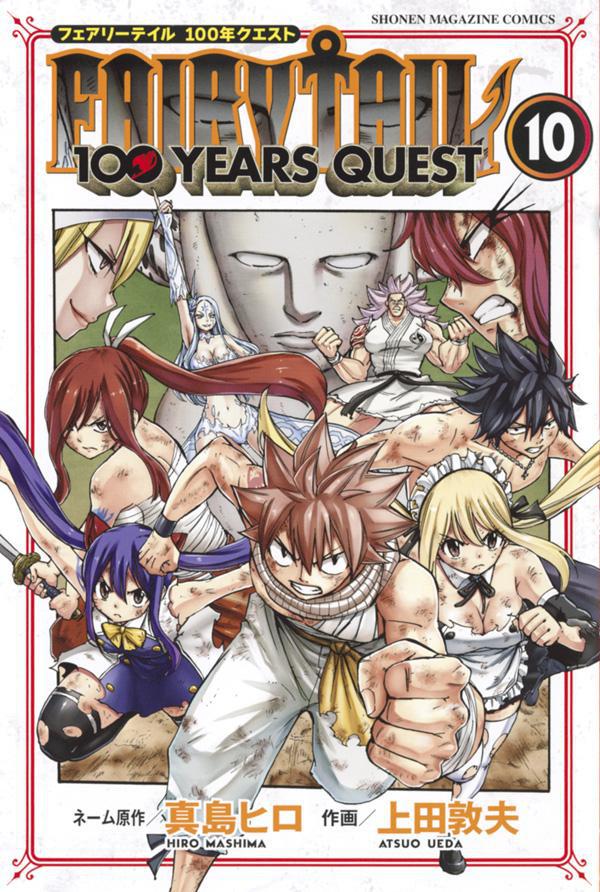 SHONEN MAGAZINE COMICS
フェアリーテイル 100年クエスト
FAIRY TAIL
100 YEARS QUEST
10
ネーム原作/真島ヒロ 作画/上田敦夫
HIRO MASHIMA ATSUO UEDA